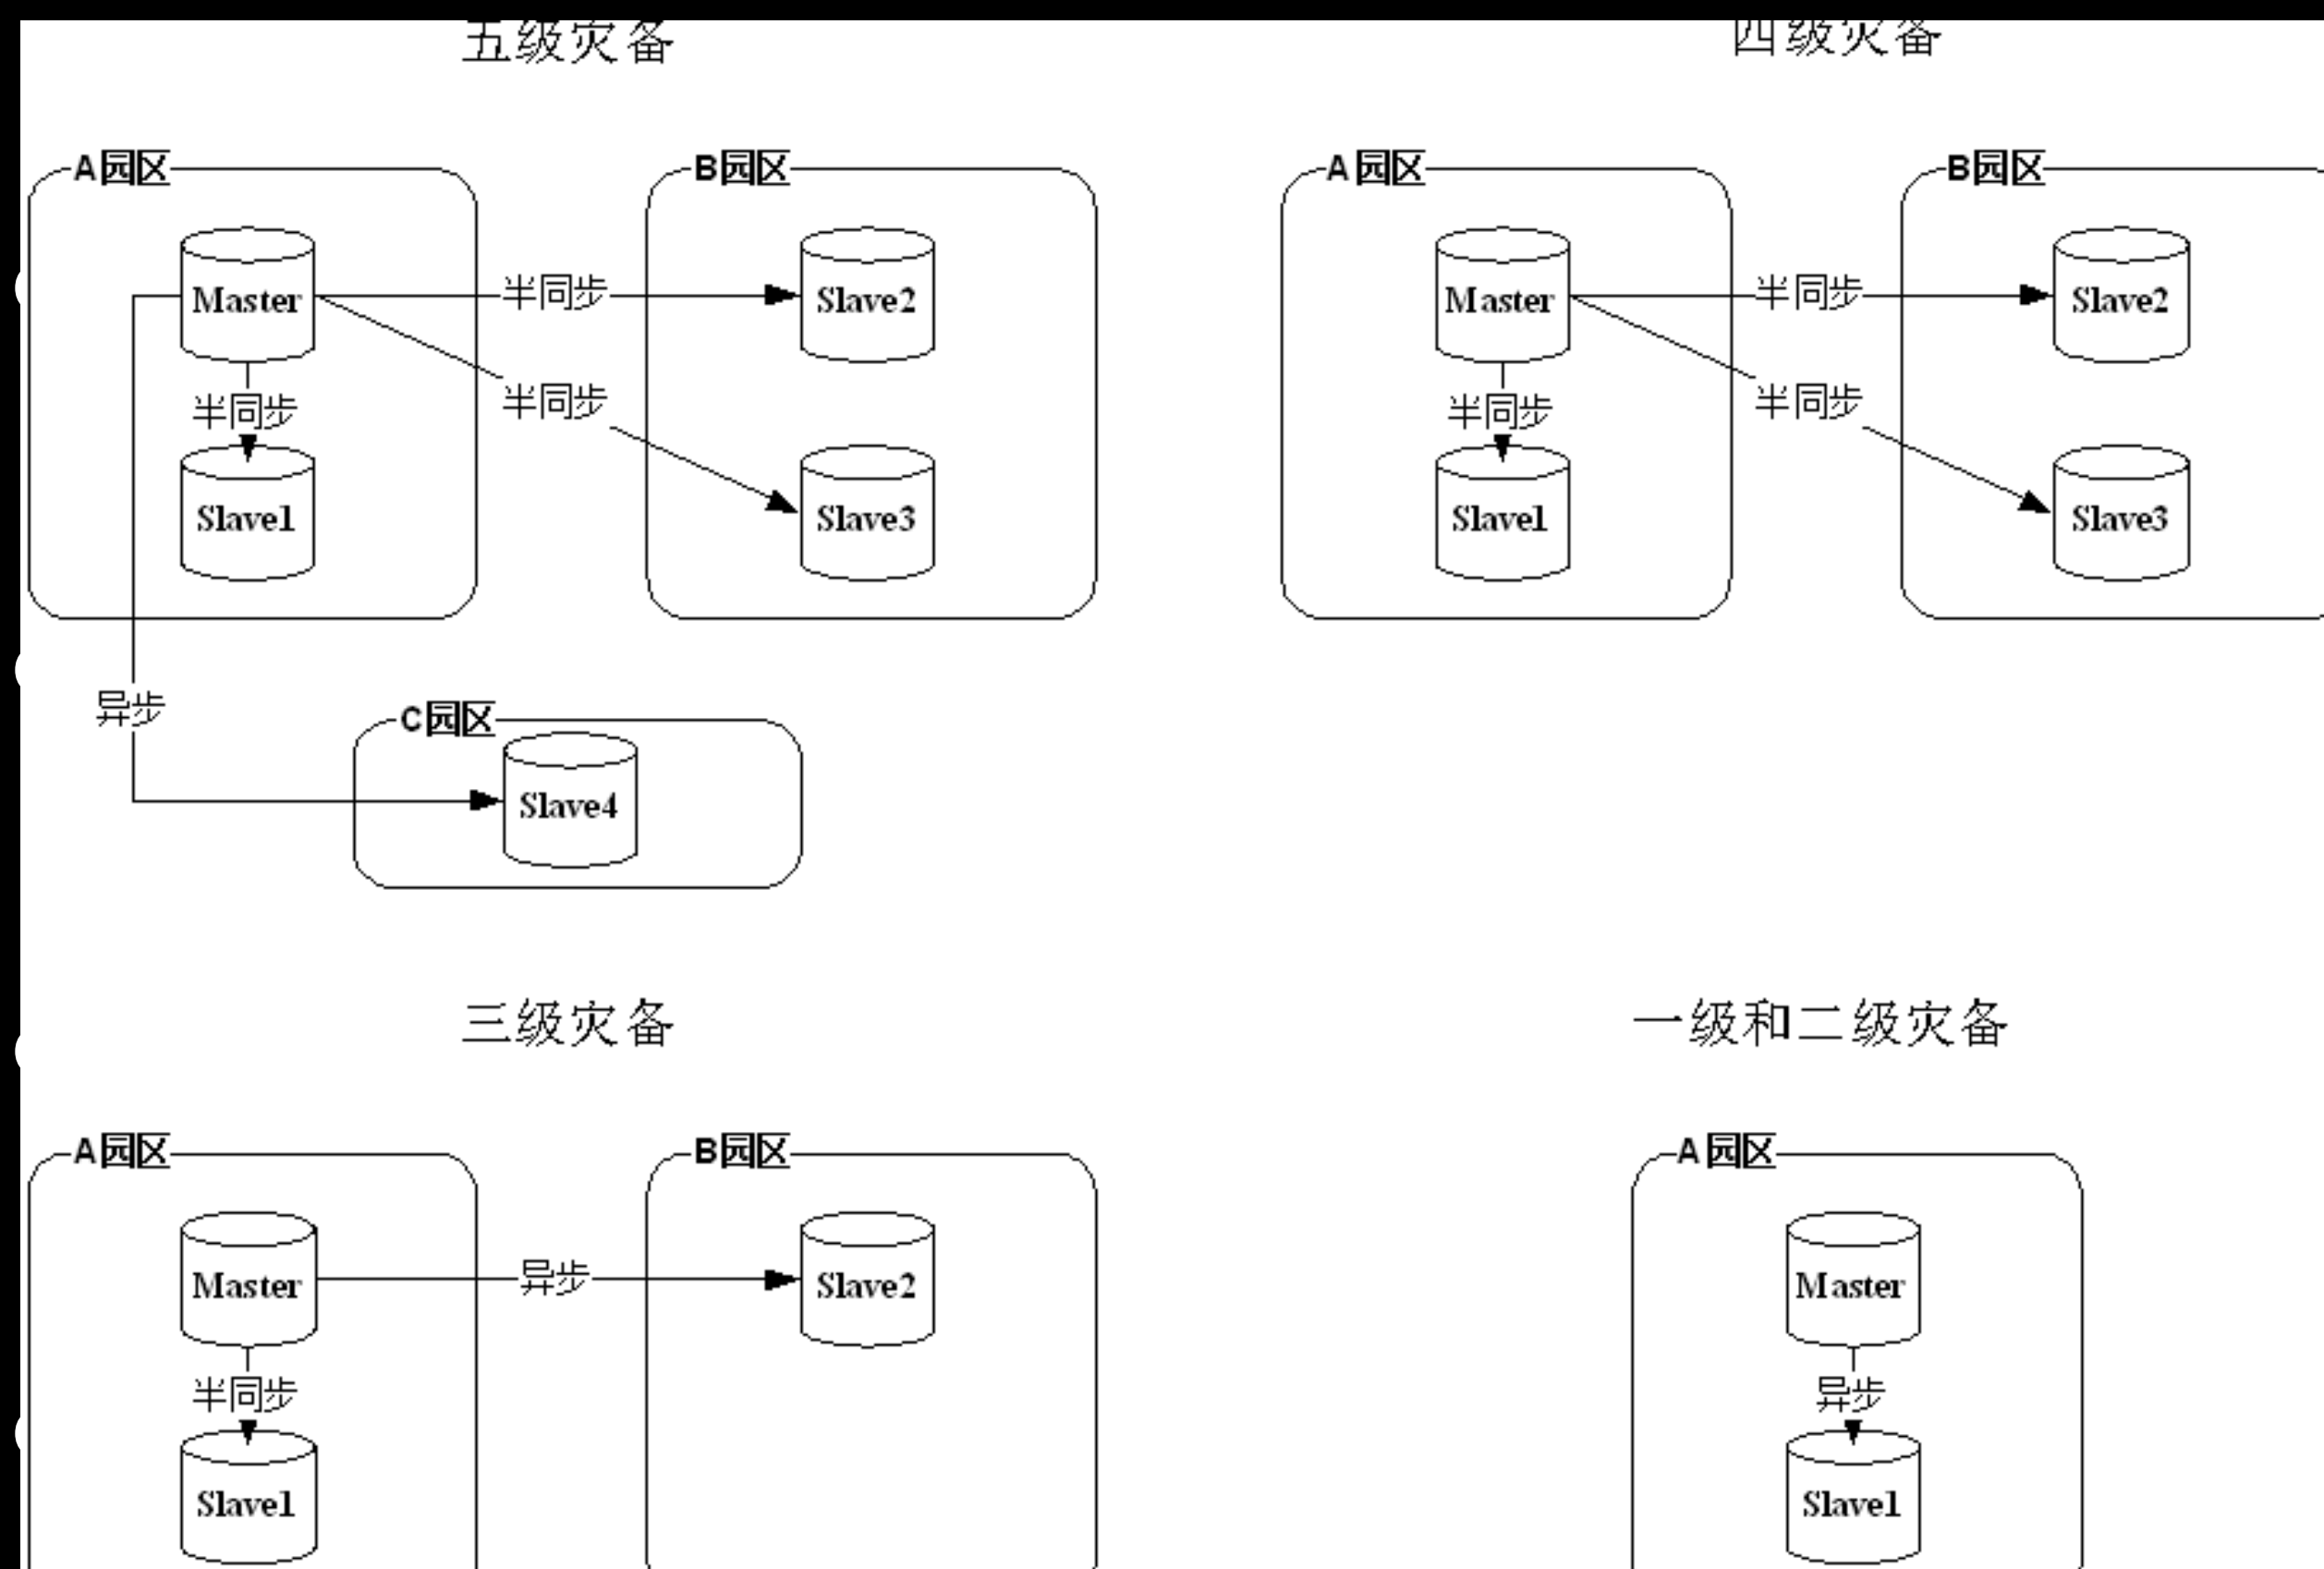 五级灾备
四级灾备
A园区
B园区
A园区
B园区
Master
半同步
Slave2
Master
半同步
Slave2
半同步
半同步
半同步
半同步
Slave1
Slave3
Slave1
Slave3
异步
C园区
Slave4
三级灾备
一级和二级灾备
A园区
B园区
A园区
Master
异步
Slave2
Master
半同步
异步
Slave1
Slave1